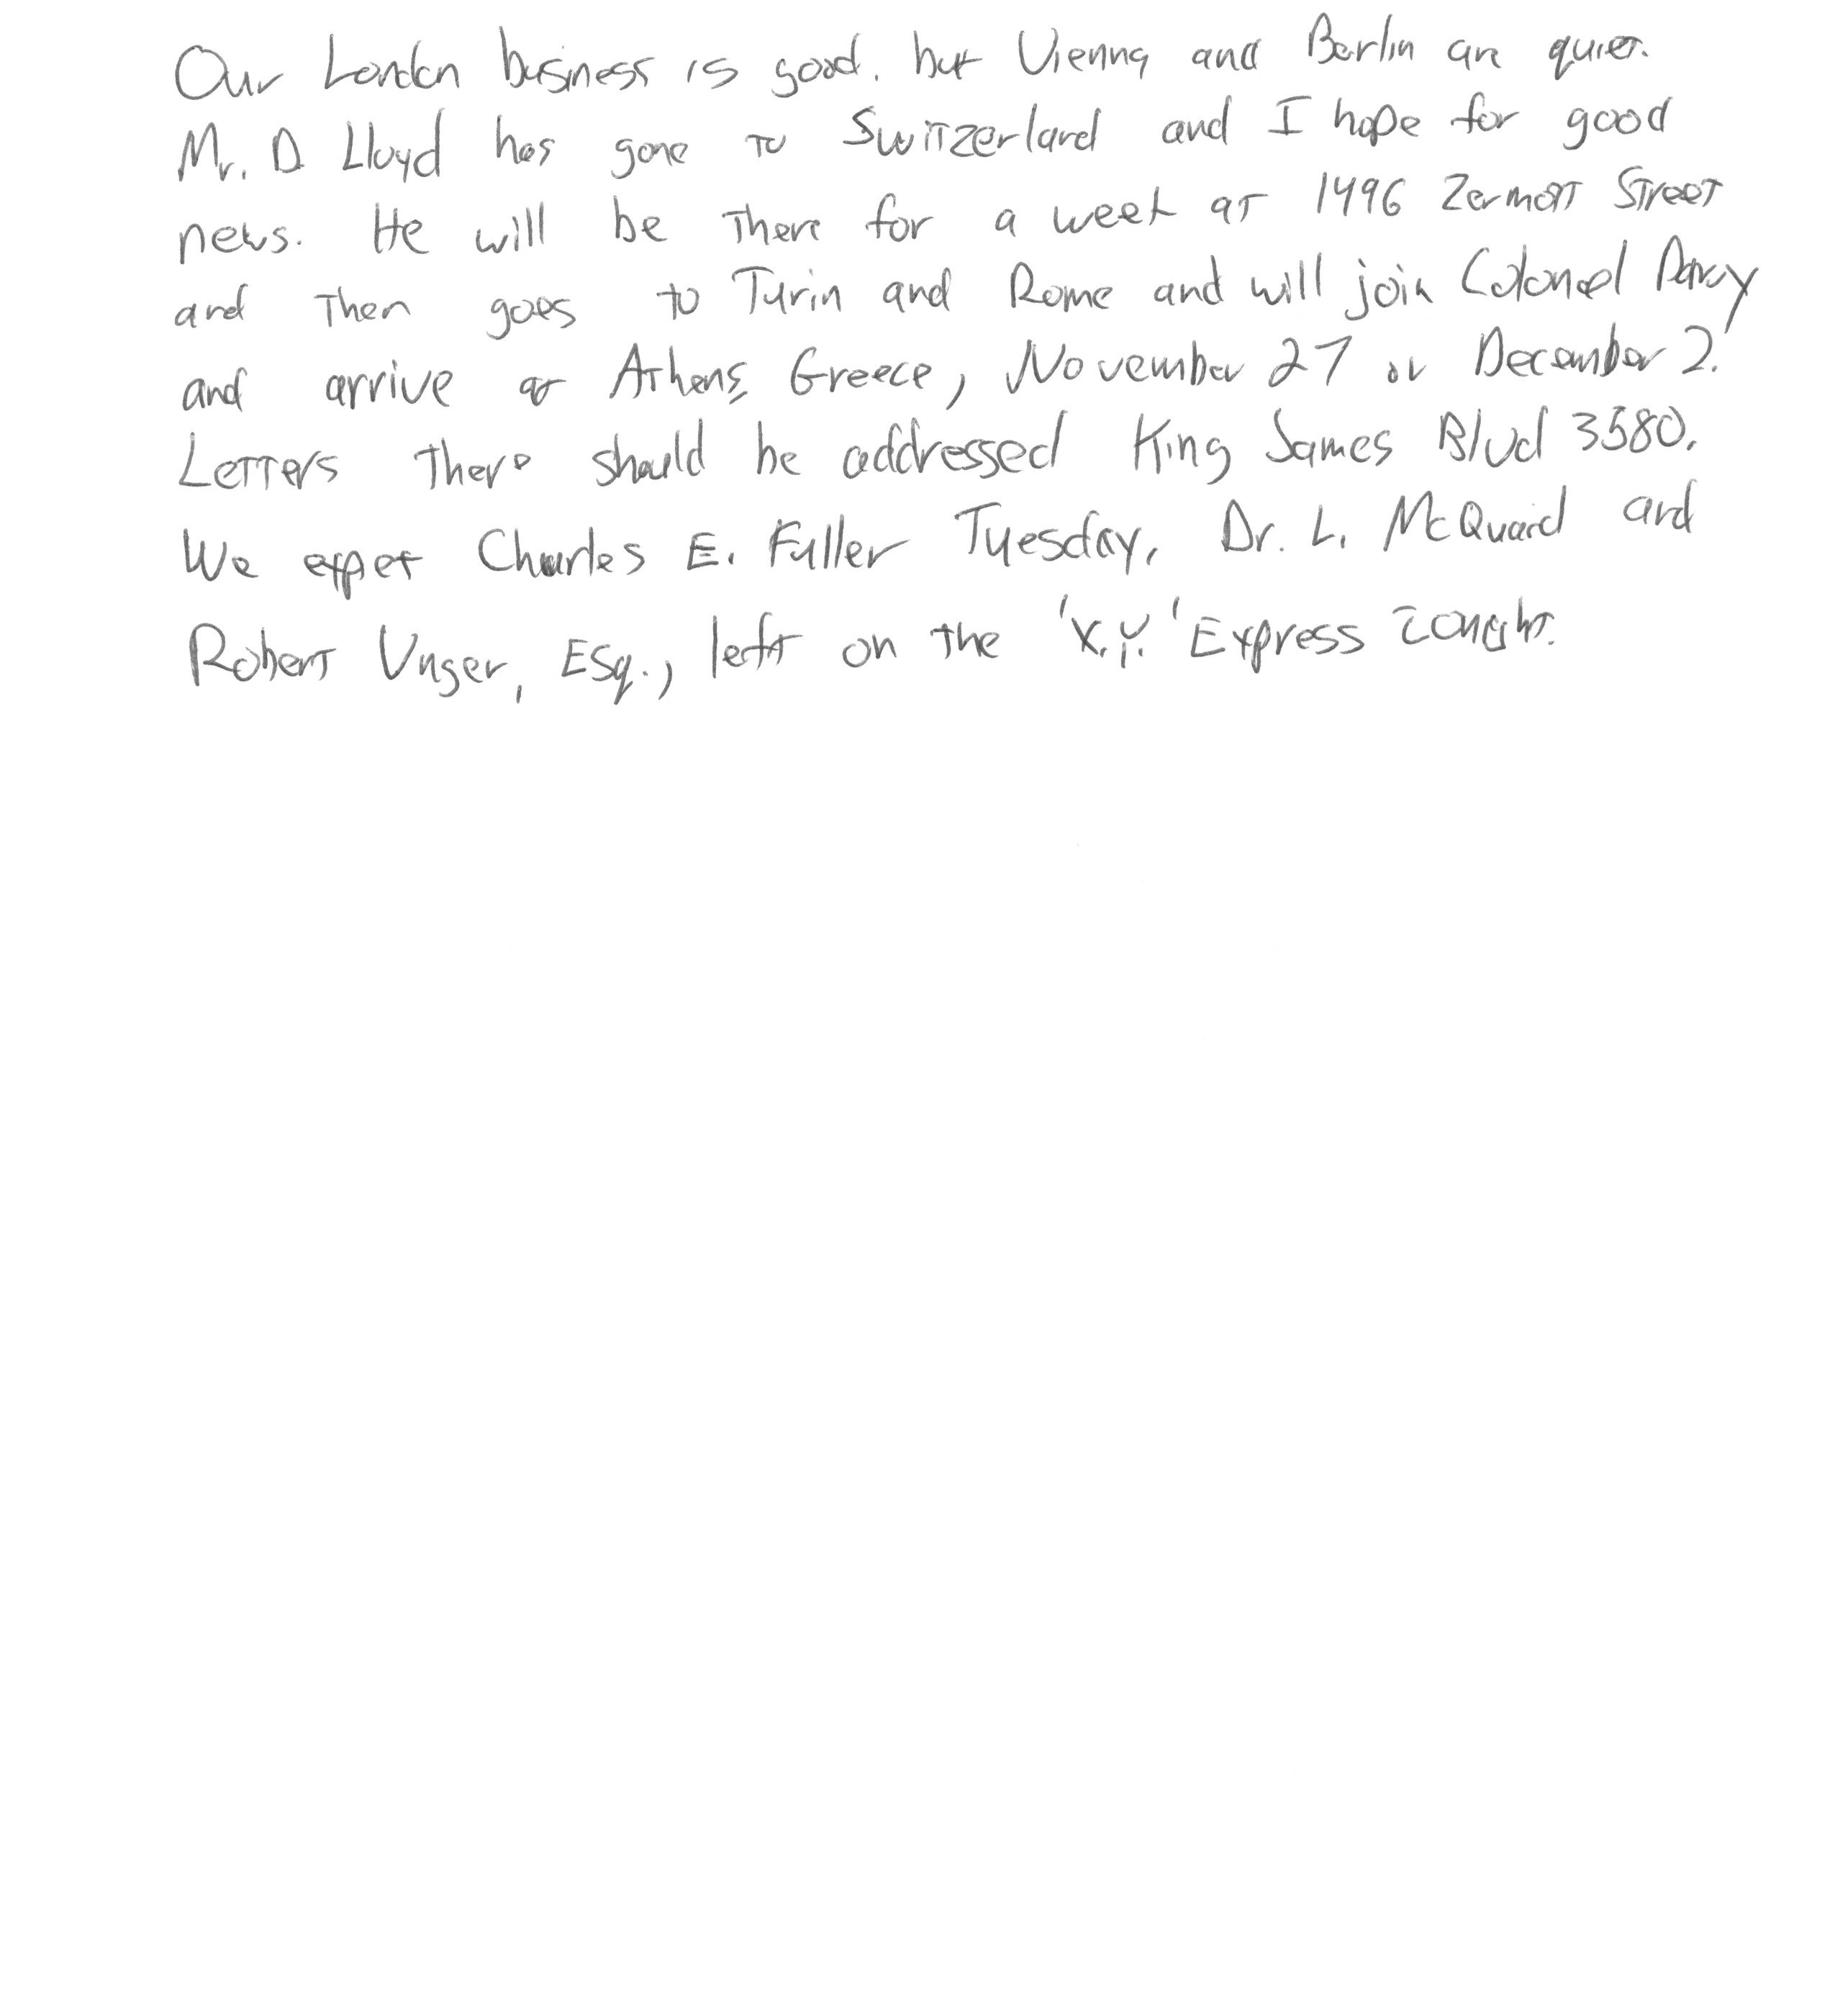 Our London business is good, but Vienna and Berlin are quiet.
Mr. D. Lloyd has gone to Switzerland and I hope for good
news. He will be there for a week at 1496 Zermott Street
and then goes to Turin and Rome and will join Colonel Parry
and arrive at Athens, Greece, November 27 or December 2.
Letters there should be addressed King James Blvd 3580.
We expet Charles E. Fuller Tuesday. Dr. L. McQuaid and
Robert Unger, Esq., left on the 'X.Y.' Express tonight.